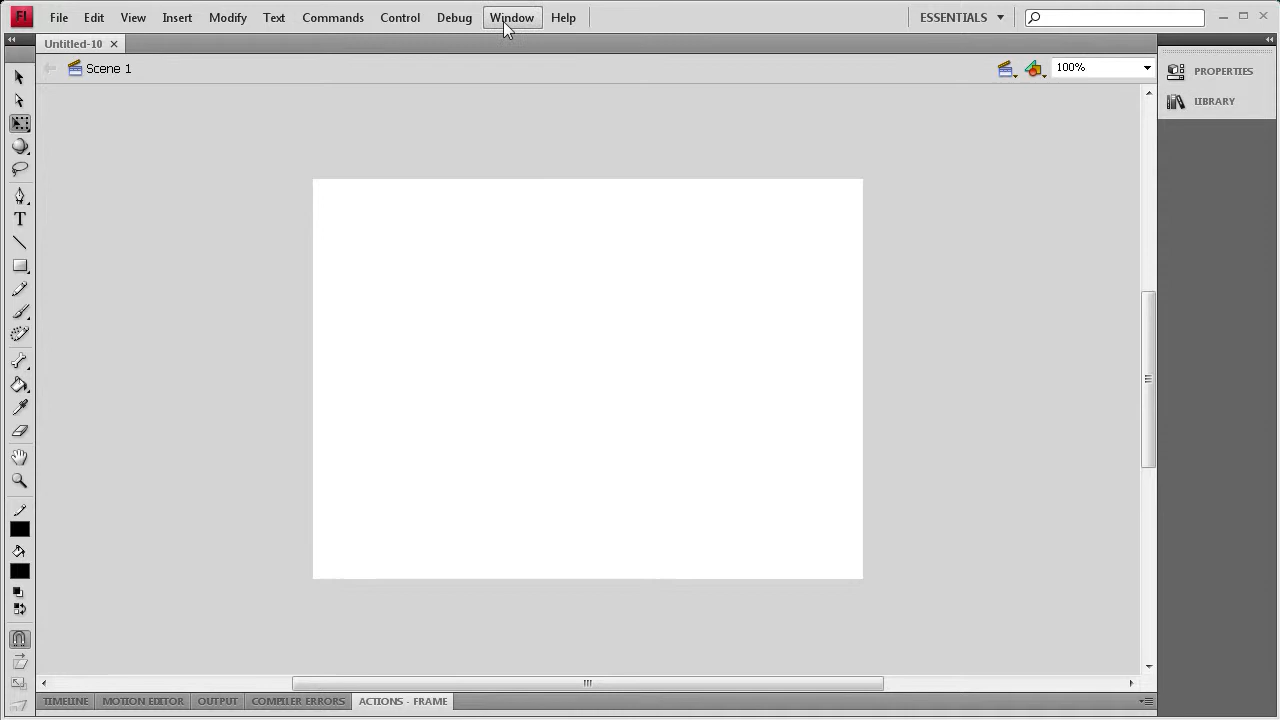 Fl File Edit View Insert Modify Text Commands Control Debug Window Help ESSENTIALS
Untitled-10
Scene 1 100%
PROPERTIES
LIBRARY
T
TIMELINE MOTION EDITOR OUTPUT COMPILER ERRORS ACTIONS - FRAME